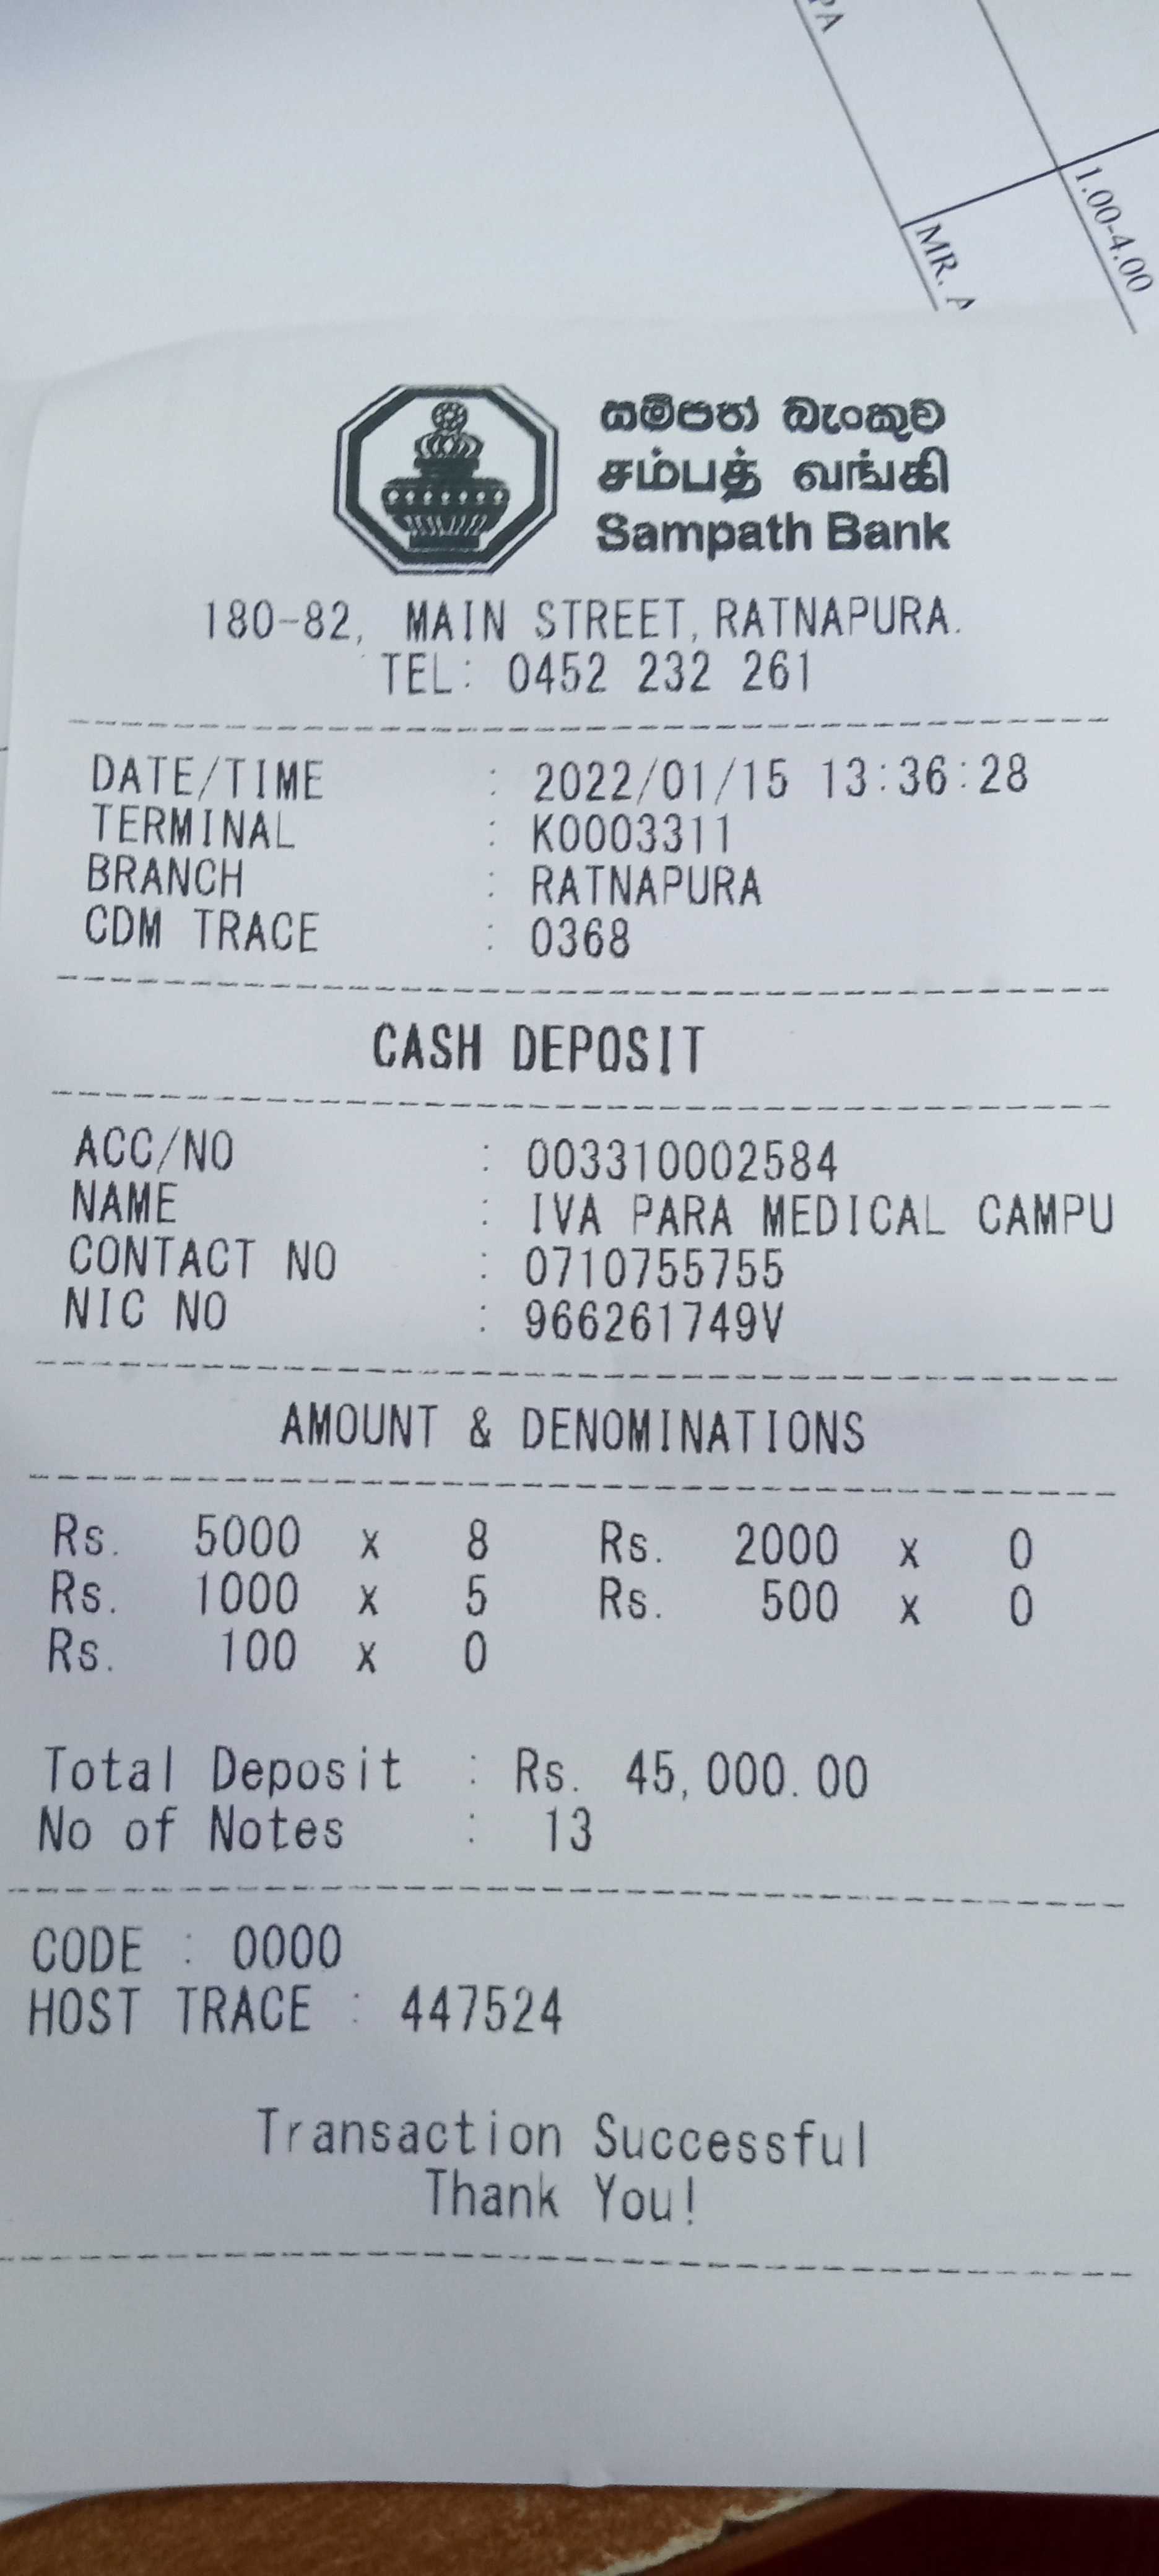 PA
MR. A
1.00-4.00
සම්පත් බැංකුව
சம்பத் வங்கி
Sampath Bank
180-82, MAIN STREET, RATNAPURA.
TEL: 0452 232 261
DATE/TIME : 2022/01/15 13:36:28
TERMINAL : K0003311
BRANCH : RATNAPURA
CDM TRACE : 0368
CASH DEPOSIT
ACC/NO : 003310002584
NAME : IVA PARA MEDICAL CAMPU
CONTACT NO : 0710755755
NIC NO : 966261749V
AMOUNT & DENOMINATIONS
Rs. 5000 x 8 Rs. 2000 x 0
Rs. 1000 x 5 Rs. 500 x 0
Rs. 100 x 0
Total Deposit : Rs. 45,000.00
No of Notes : 13
CODE : 0000
HOST TRACE : 447524
Transaction Successful
Thank You!